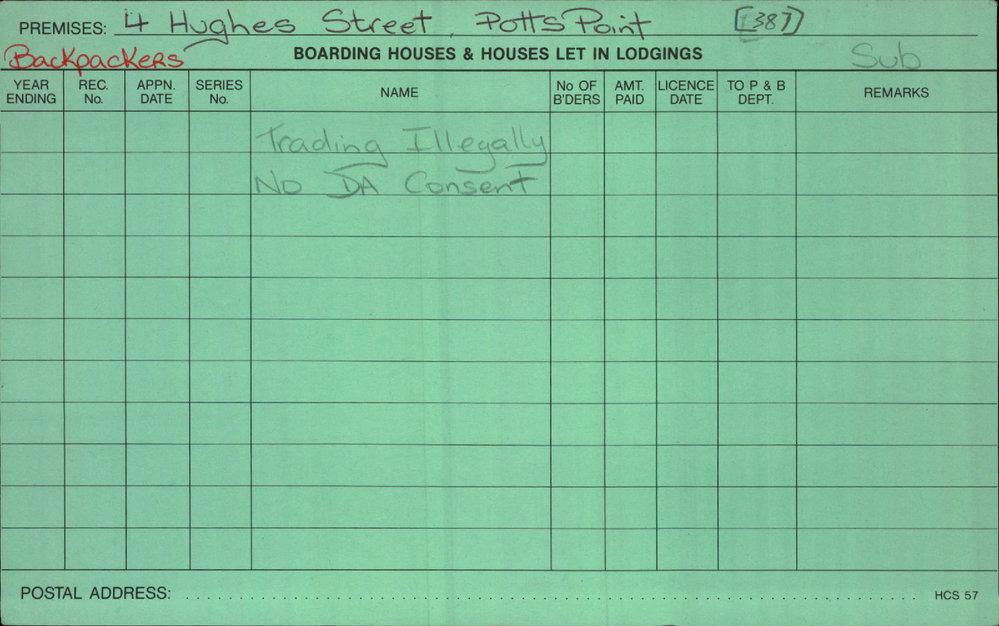 PREMISES: 4 Hughes Street, Potts Point [387]
Backpackers BOARDING HOUSES & HOUSES LET IN LODGINGS Sub
YEAR ENDING REC. No. APPN. DATE SERIES No. NAME No OF B'DERS AMT. PAID LICENCE DATE TO P & B DEPT. REMARKS
Trading Illegally
No DA Consent
POSTAL ADDRESS: HCS 57